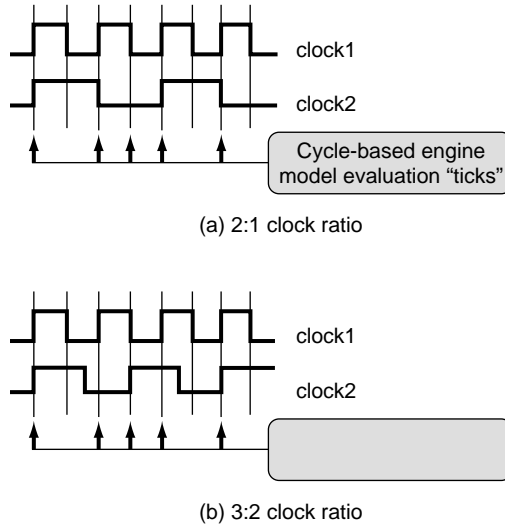 clock1
clock2
Cycle-based engine
model evaluation “ticks”
(a) 2:1 clock ratio
clock1
clock2
(b) 3:2 clock ratio